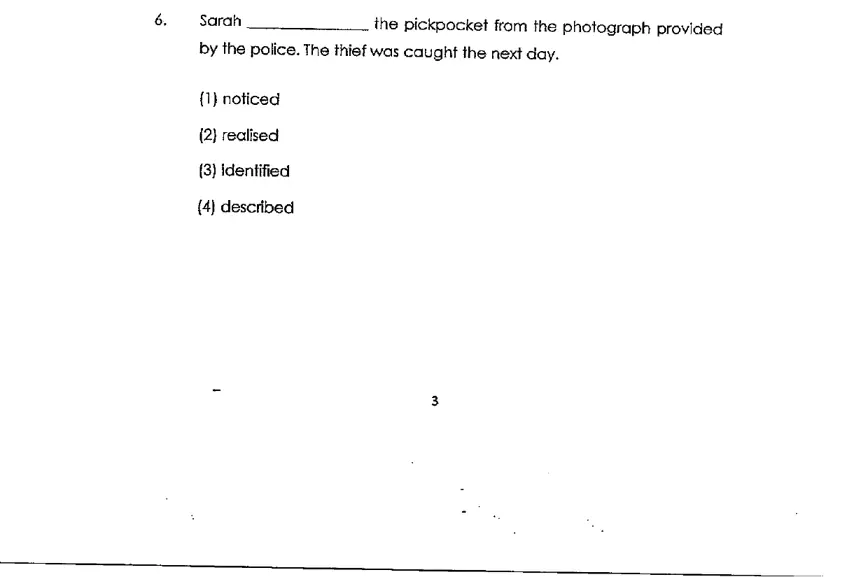 6. Sarah ____________ the pickpocket from the photograph provided
by the police. The thief was caught the next day.
(1) noticed
(2) realised
(3) identified
(4) described
3